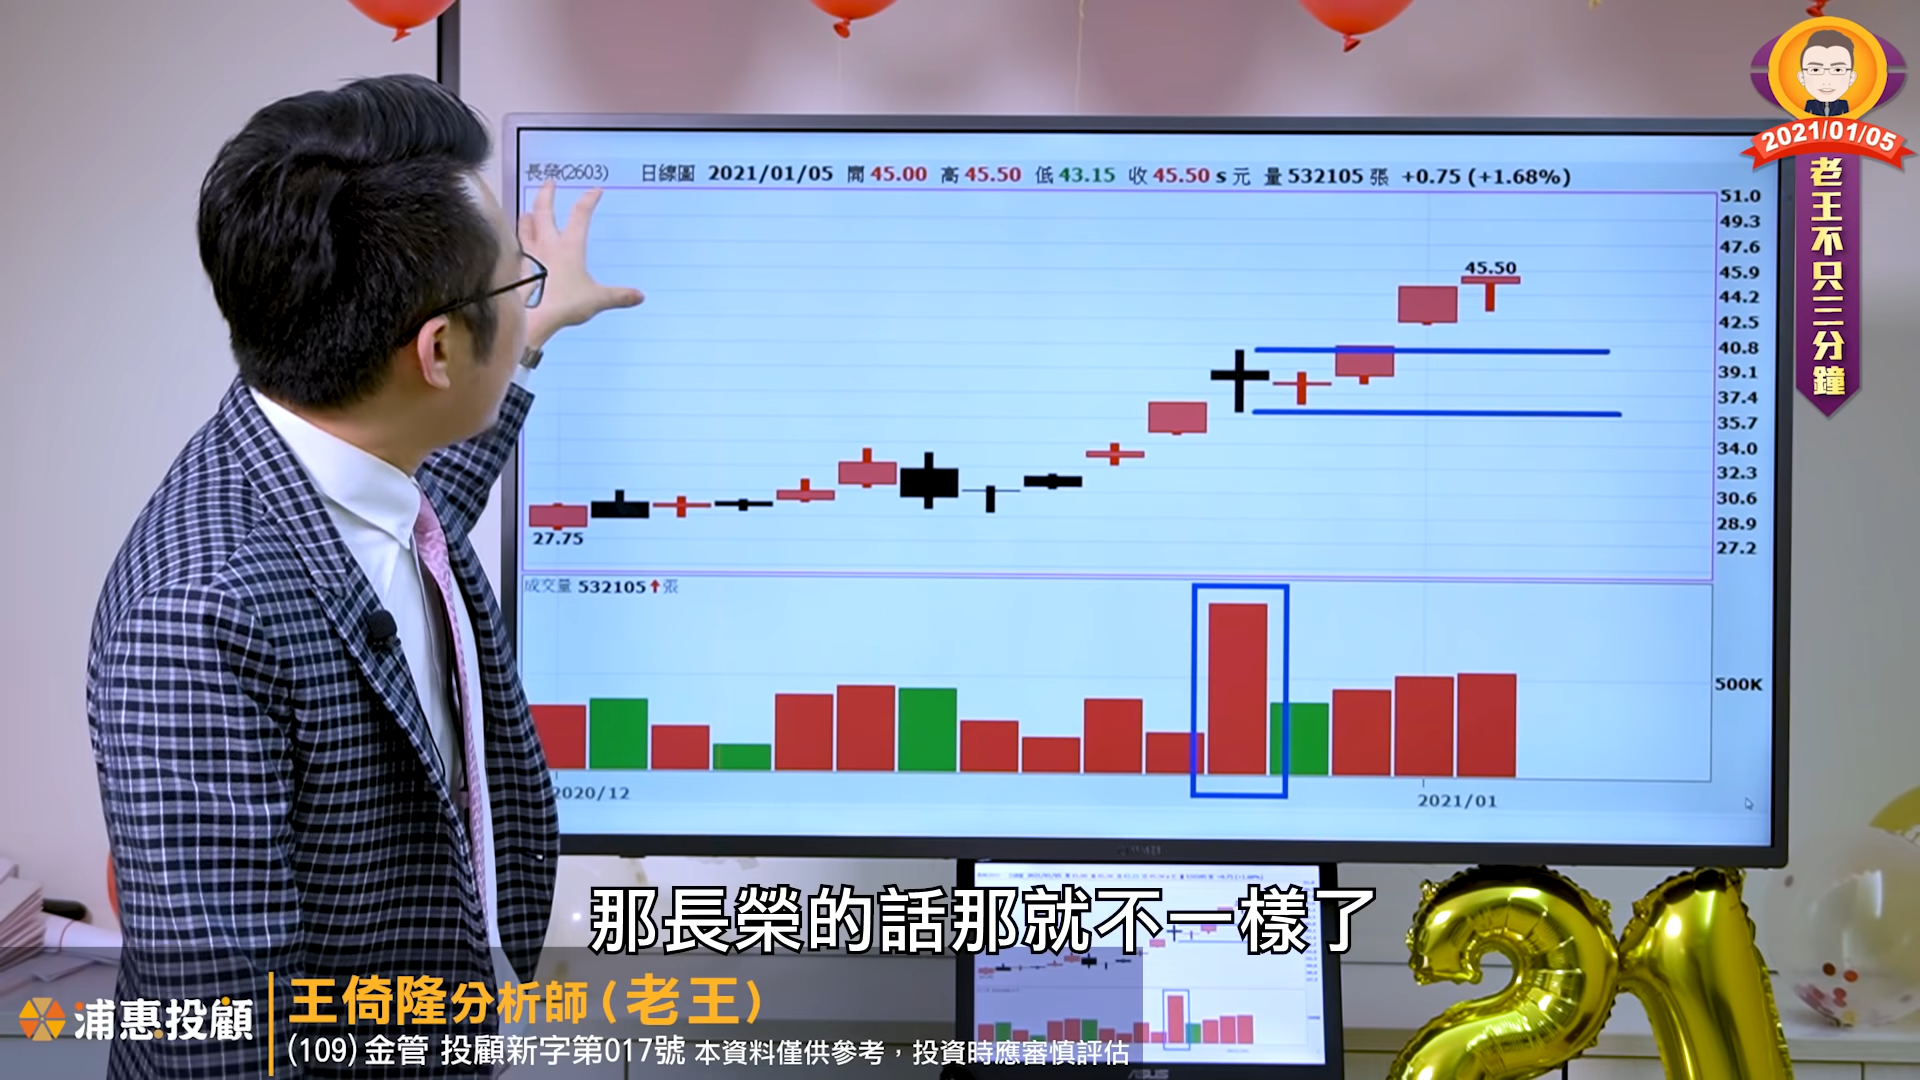 2021/01/05
老王不只三分鐘
長榮(2603) 日線圖 2021/01/05 開 45.00 高 45.50 低 43.15 收 45.50 s 元 量 532105 張 +0.75 (+1.68%)
51.0
49.3
47.6
45.9
44.2
42.5
40.8
39.1
37.4
35.7
34.0
32.3
30.6
28.9
27.2
45.50
27.75
成交量 532105↑張
500K
2020/12
2021/01
21
那長榮的話那就不一樣了
浦惠投顧
王倚隆分析師(老王)
(109) 金管 投顧新字第017號 本資料僅供參考，投資時應審慎評估
ASUS